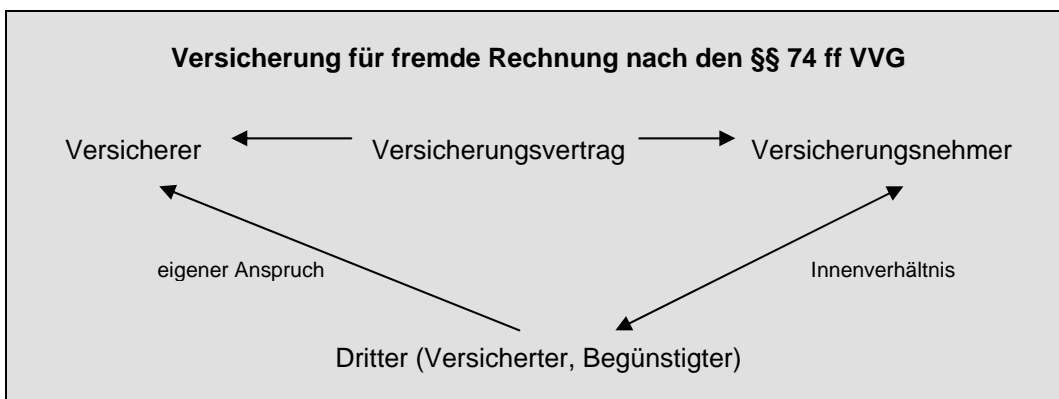 Versicherung für fremde Rechnung nach den §§ 74 ff VVG
Versicherer Versicherungsvertrag Versicherungsnehmer
eigener Anspruch Innenverhältnis
Dritter (Versicherter, Begünstigter)